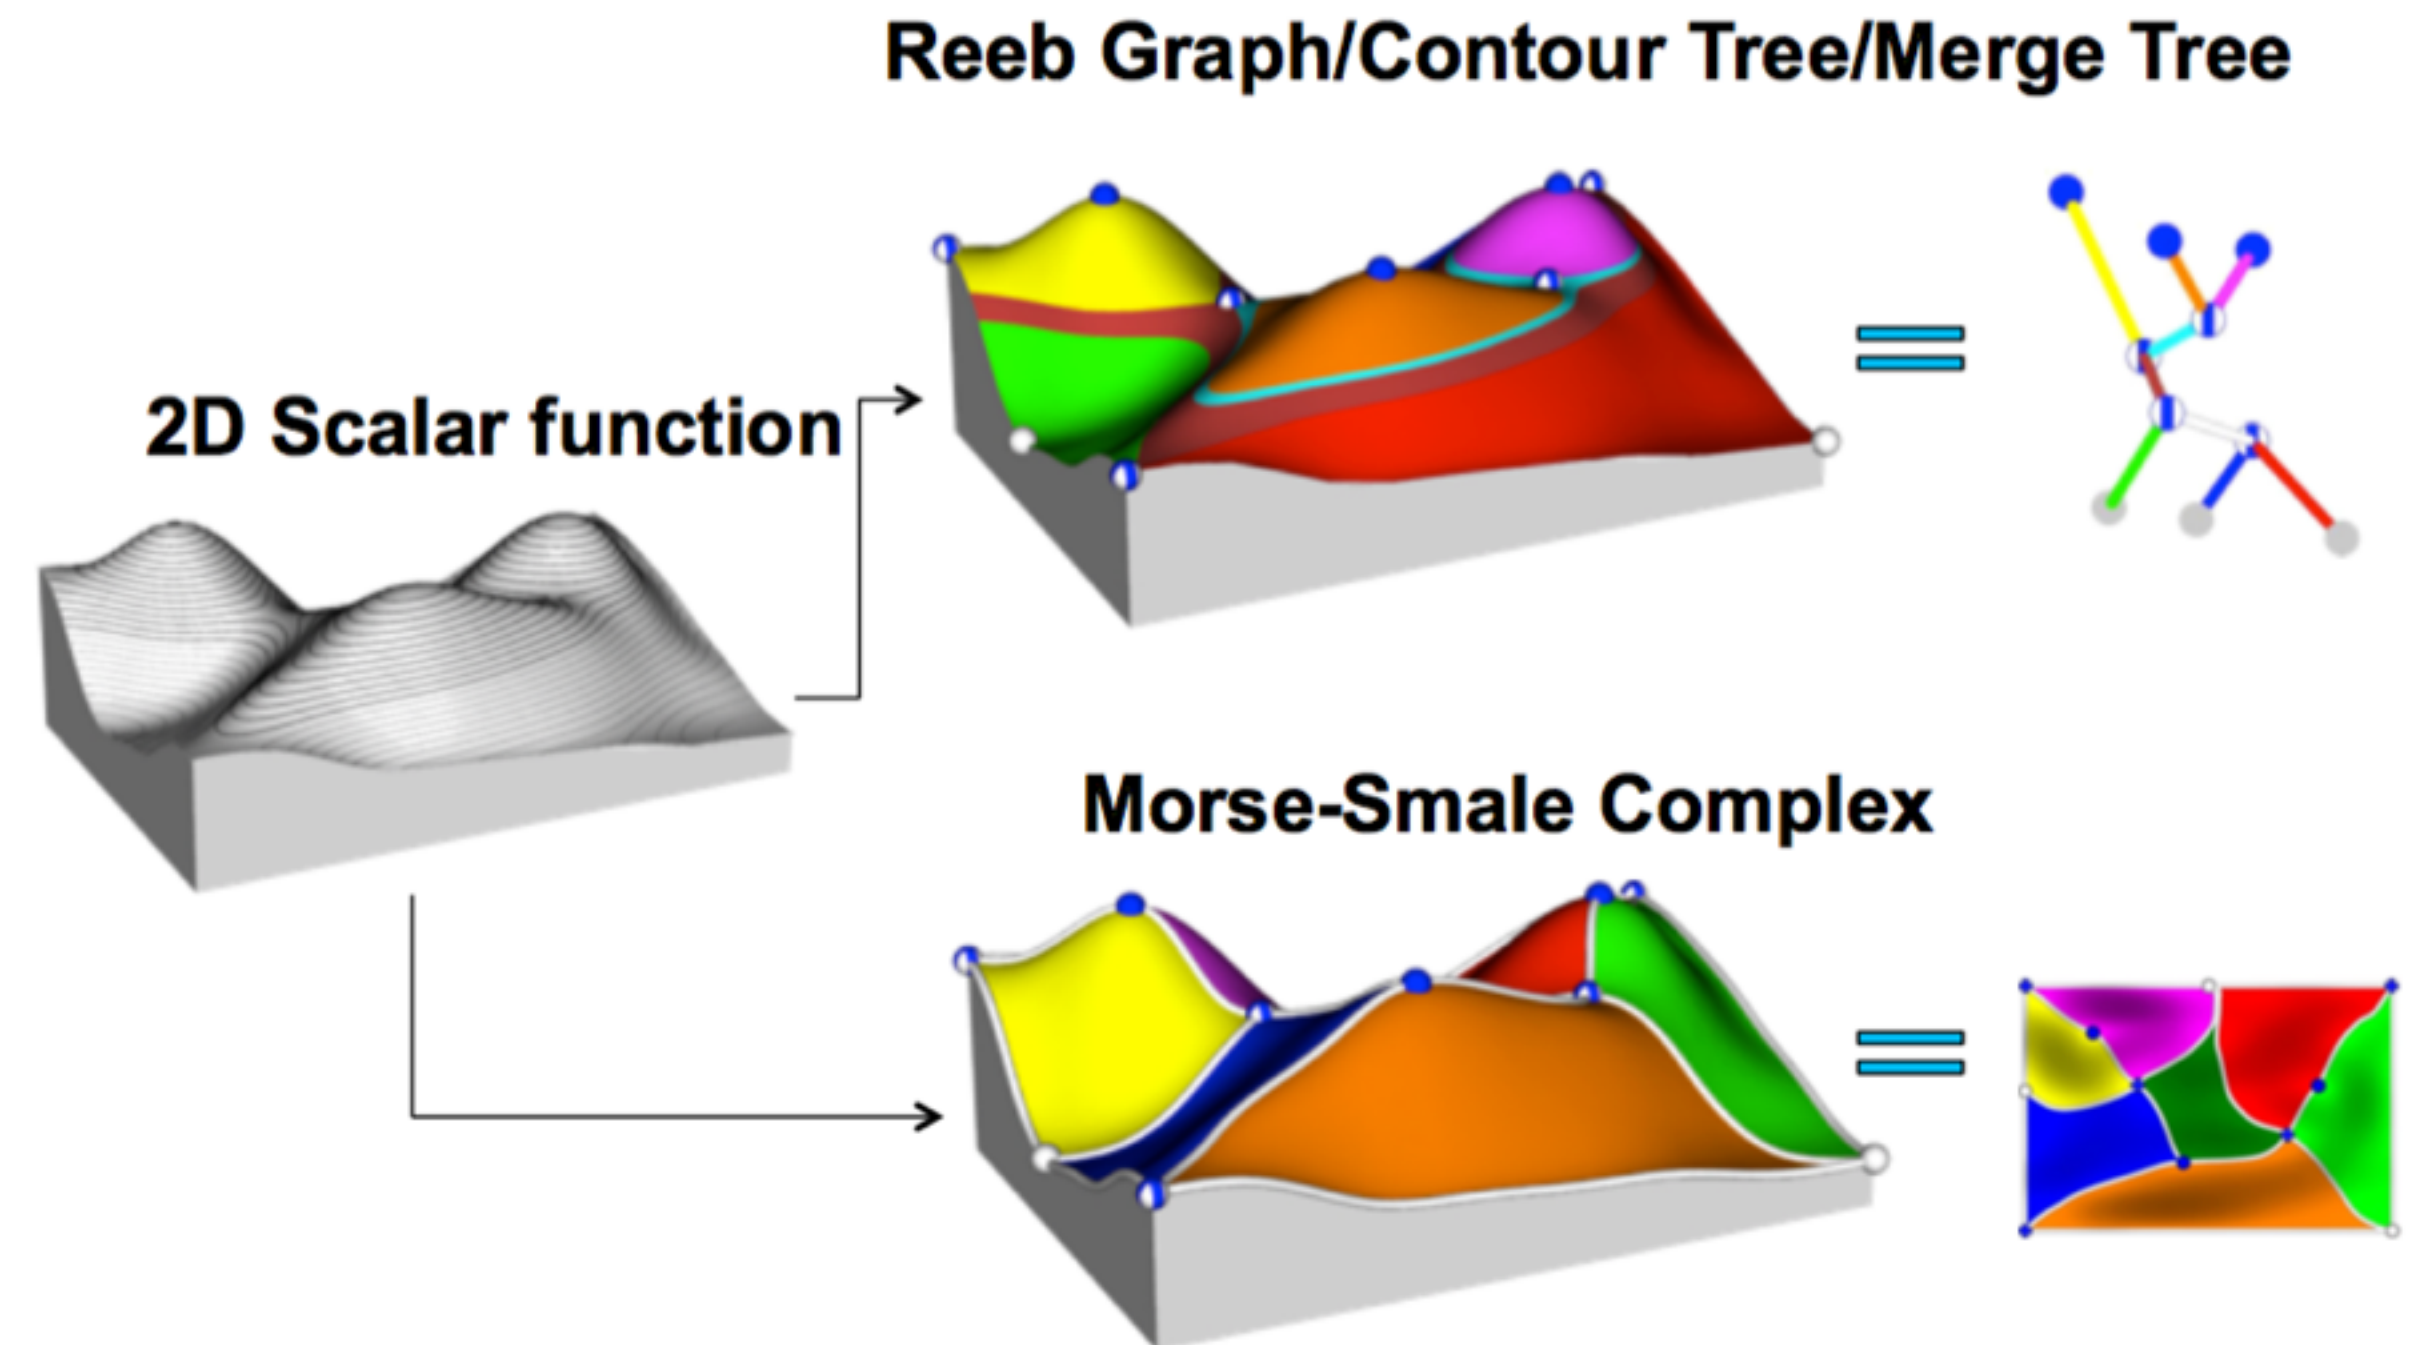 Reeb Graph/Contour Tree/Merge Tree
2D Scalar function
Morse-Smale Complex